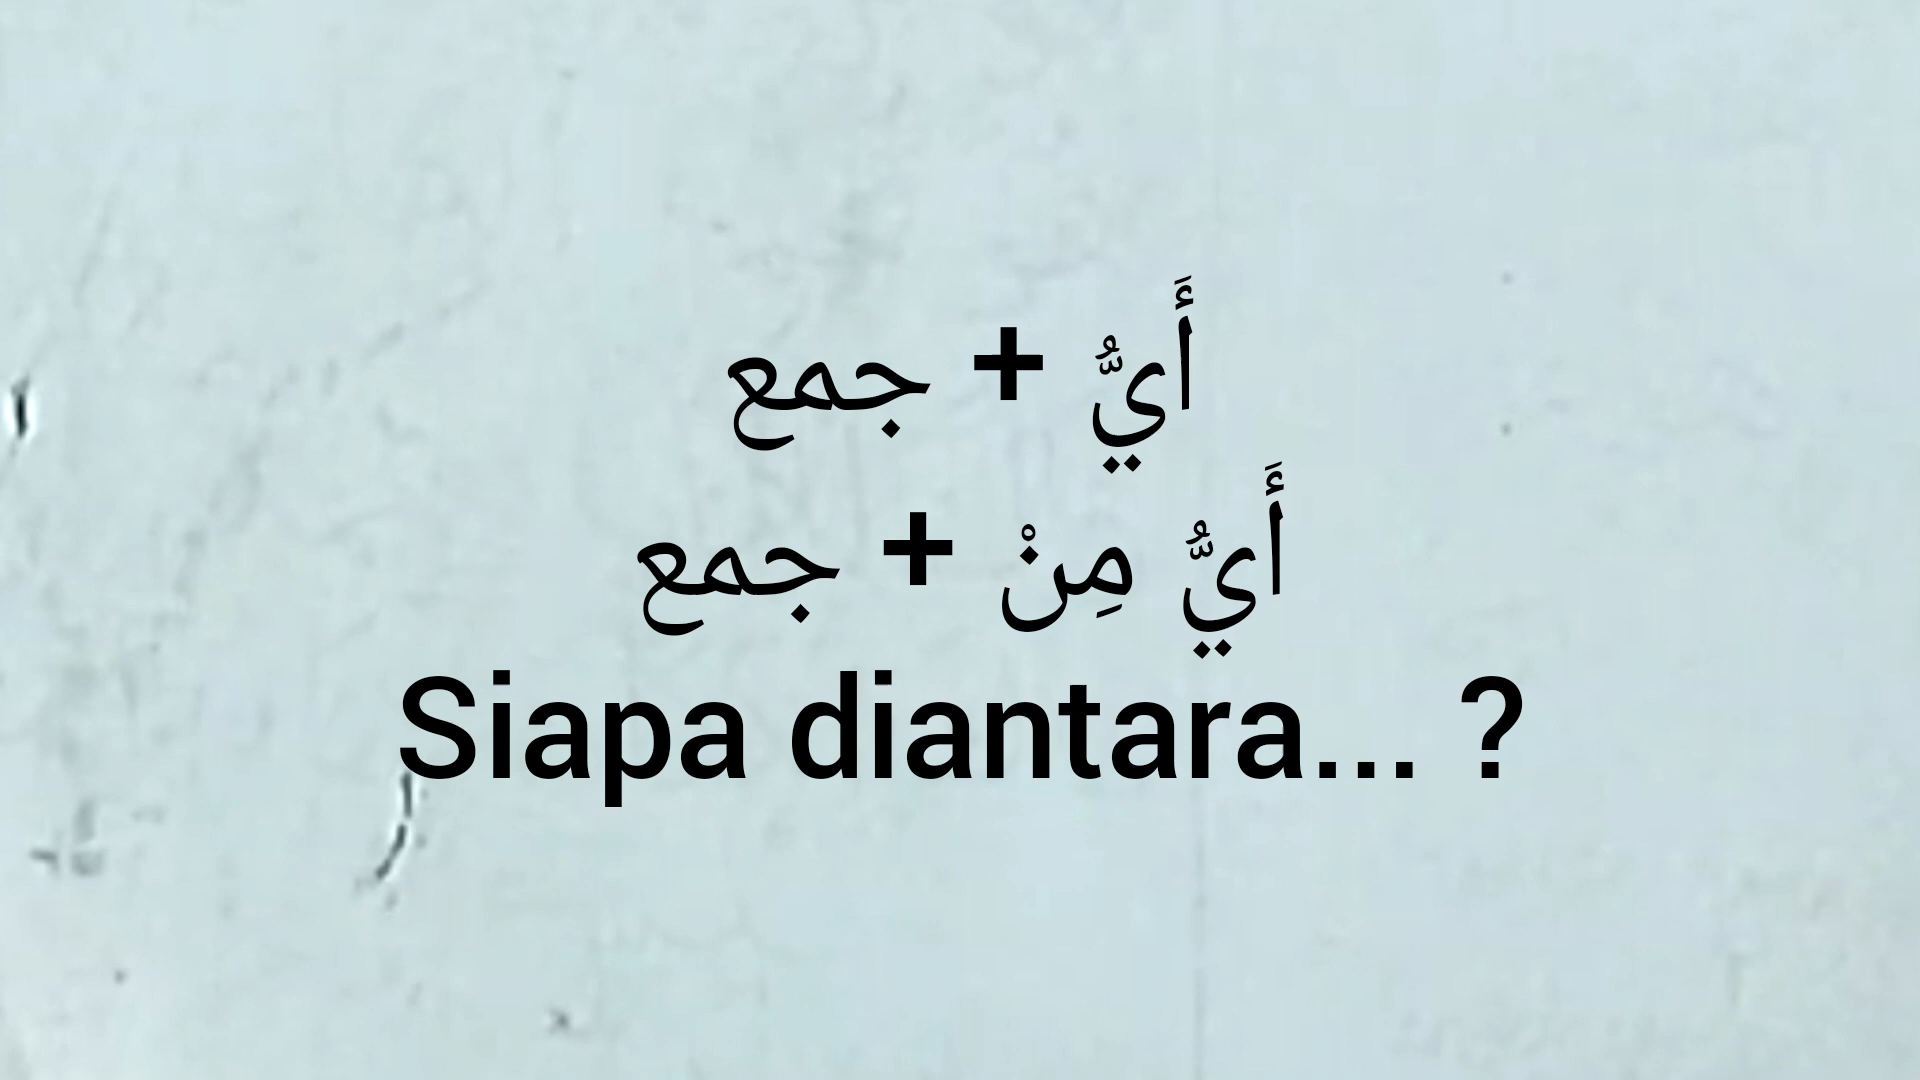 أَيُّ + جمع
أَيُّ مِنْ + جمع
Siapa diantara... ?